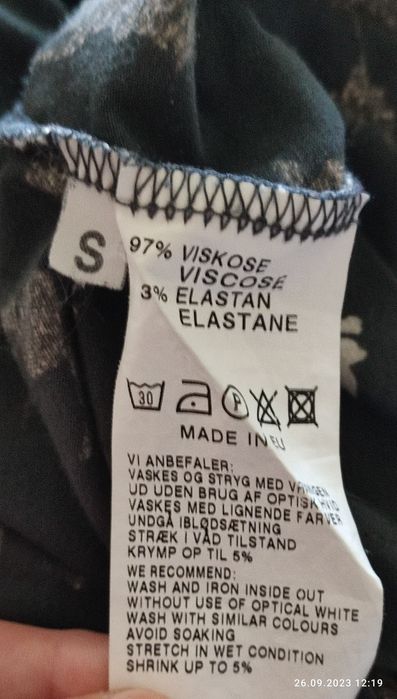 S
97% VISKOSE
VISCOSE
3% ELASTAN
ELASTANE
30 P
MADE IN EU
VI ANBEFALER:
VASKES OG STRYG MED VRANGEN
UD UDEN BRUG AF OPTISK HVID
VASKES MED LIGNENDE FARVER
UNDGÅ IBLØDSÆTNING
STRÆK I VÅD TILSTAND
KRYMP OP TIL 5%
WE RECOMMEND:
WASH AND IRON INSIDE OUT
WITHOUT USE OF OPTICAL WHITE
WASH WITH SIMILAR COLOURS
AVOID SOAKING
STRETCH IN WET CONDITION
SHRINK UP TO 5%
26.09.2023 12:19